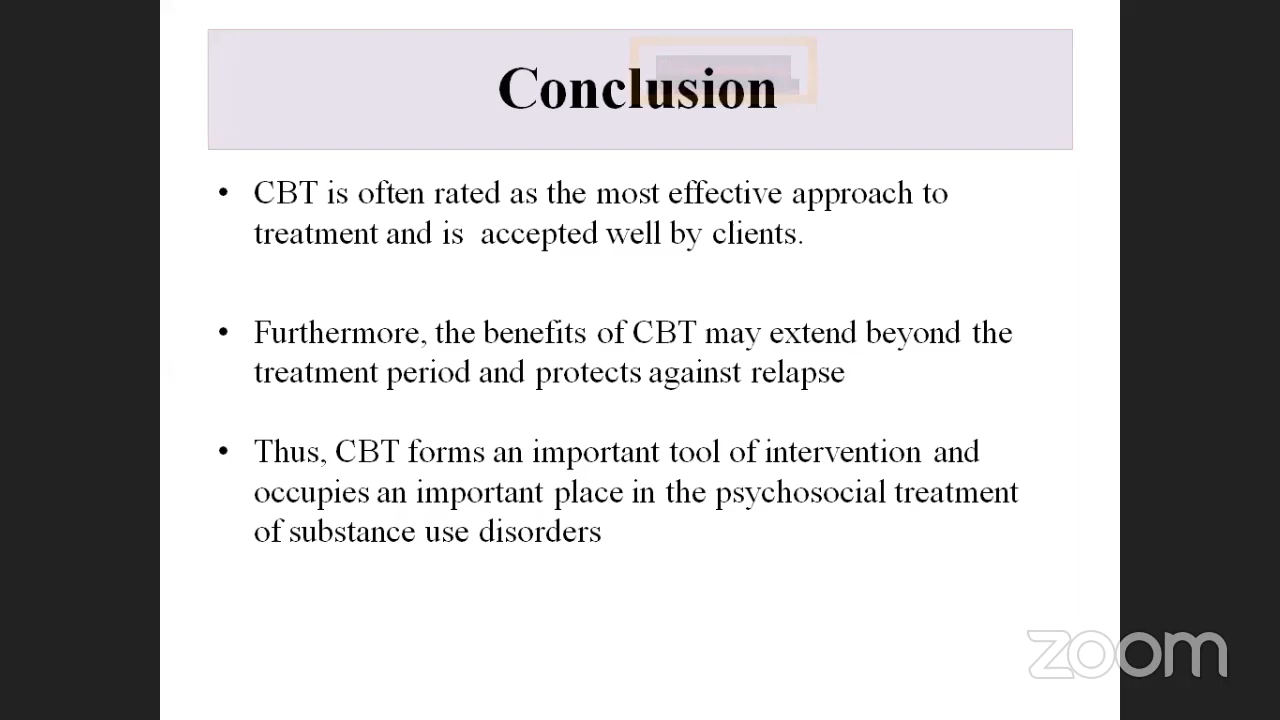 Conclusion
• CBT is often rated as the most effective approach to
treatment and is  accepted well by clients.
• Furthermore, the benefits of CBT may extend beyond the
treatment period and protects against relapse
• Thus, CBT forms an important tool of intervention and
occupies an important place in the psychosocial treatment
of substance use disorders
zoom